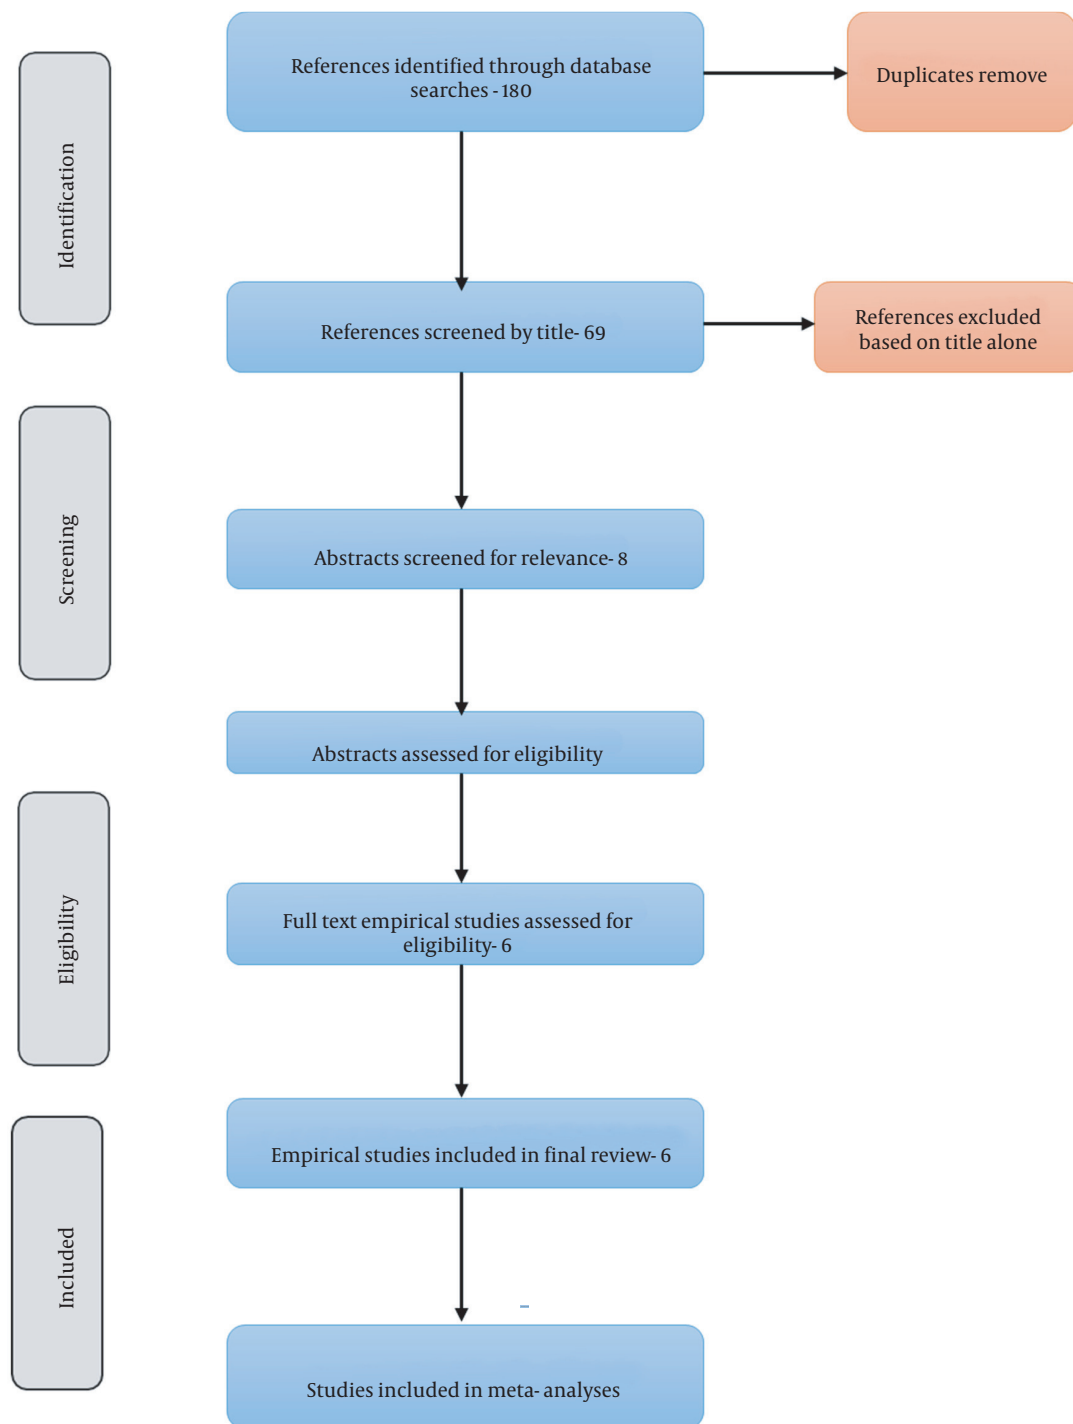 References identified through database
searches - 180
Duplicates remove
Identification
References screened by title- 69
References excluded
based on title alone
Screening
Abstracts screened for relevance- 8
Abstracts assessed for eligibility
Eligibility
Full text empirical studies assessed for
eligibility- 6
Included
Empirical studies included in final review- 6
Studies included in meta- analyses